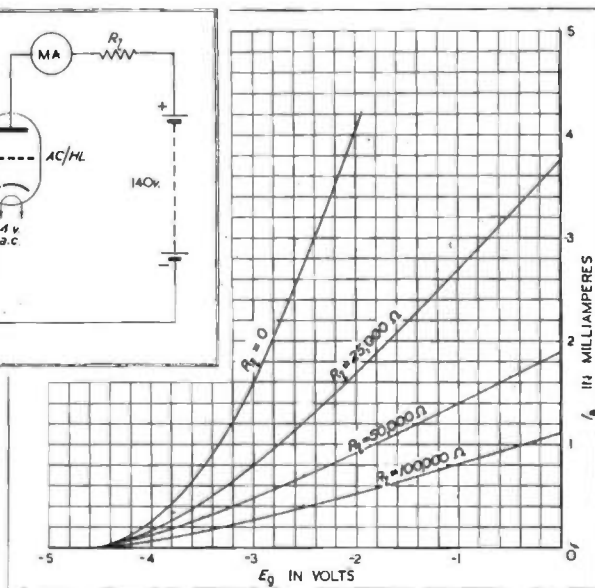 MA
R₁
AC/HL
4 v.
a.c.
+
140v.
-
R₁ = 0
R₁ = 25,000 Ω
R₁ = 50,000 Ω
R₁ = 100,000 Ω
5
4
3
2
1
0
IN MILLIAMPERES
-5
-4
-3
-2
-1
Eg IN VOLTS